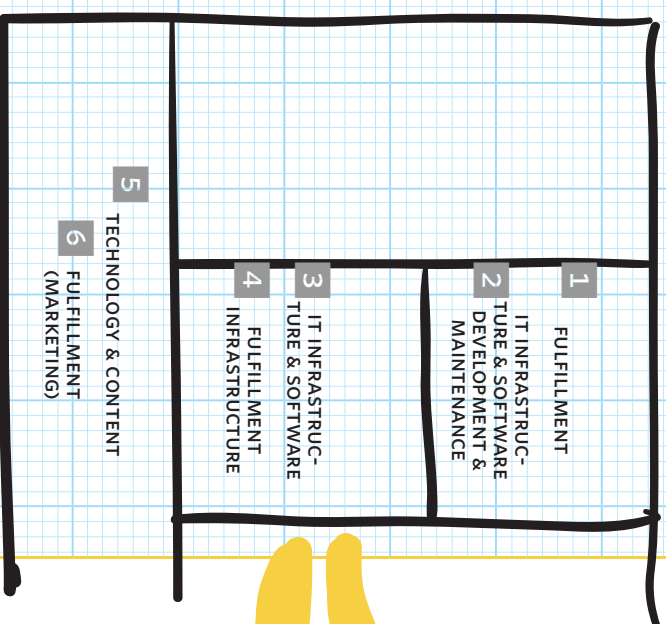 1
FULFILLMENT
2
IT INFRASTRUC-
TURE & SOFTWARE
DEVELOPMENT &
MAINTENANCE
3
IT INFRASTRUC-
TURE & SOFTWARE
4
FULFILLMENT
INFRASTRUCTURE
5
TECHNOLOGY & CONTENT
6
FULFILLMENT
(MARKETING)